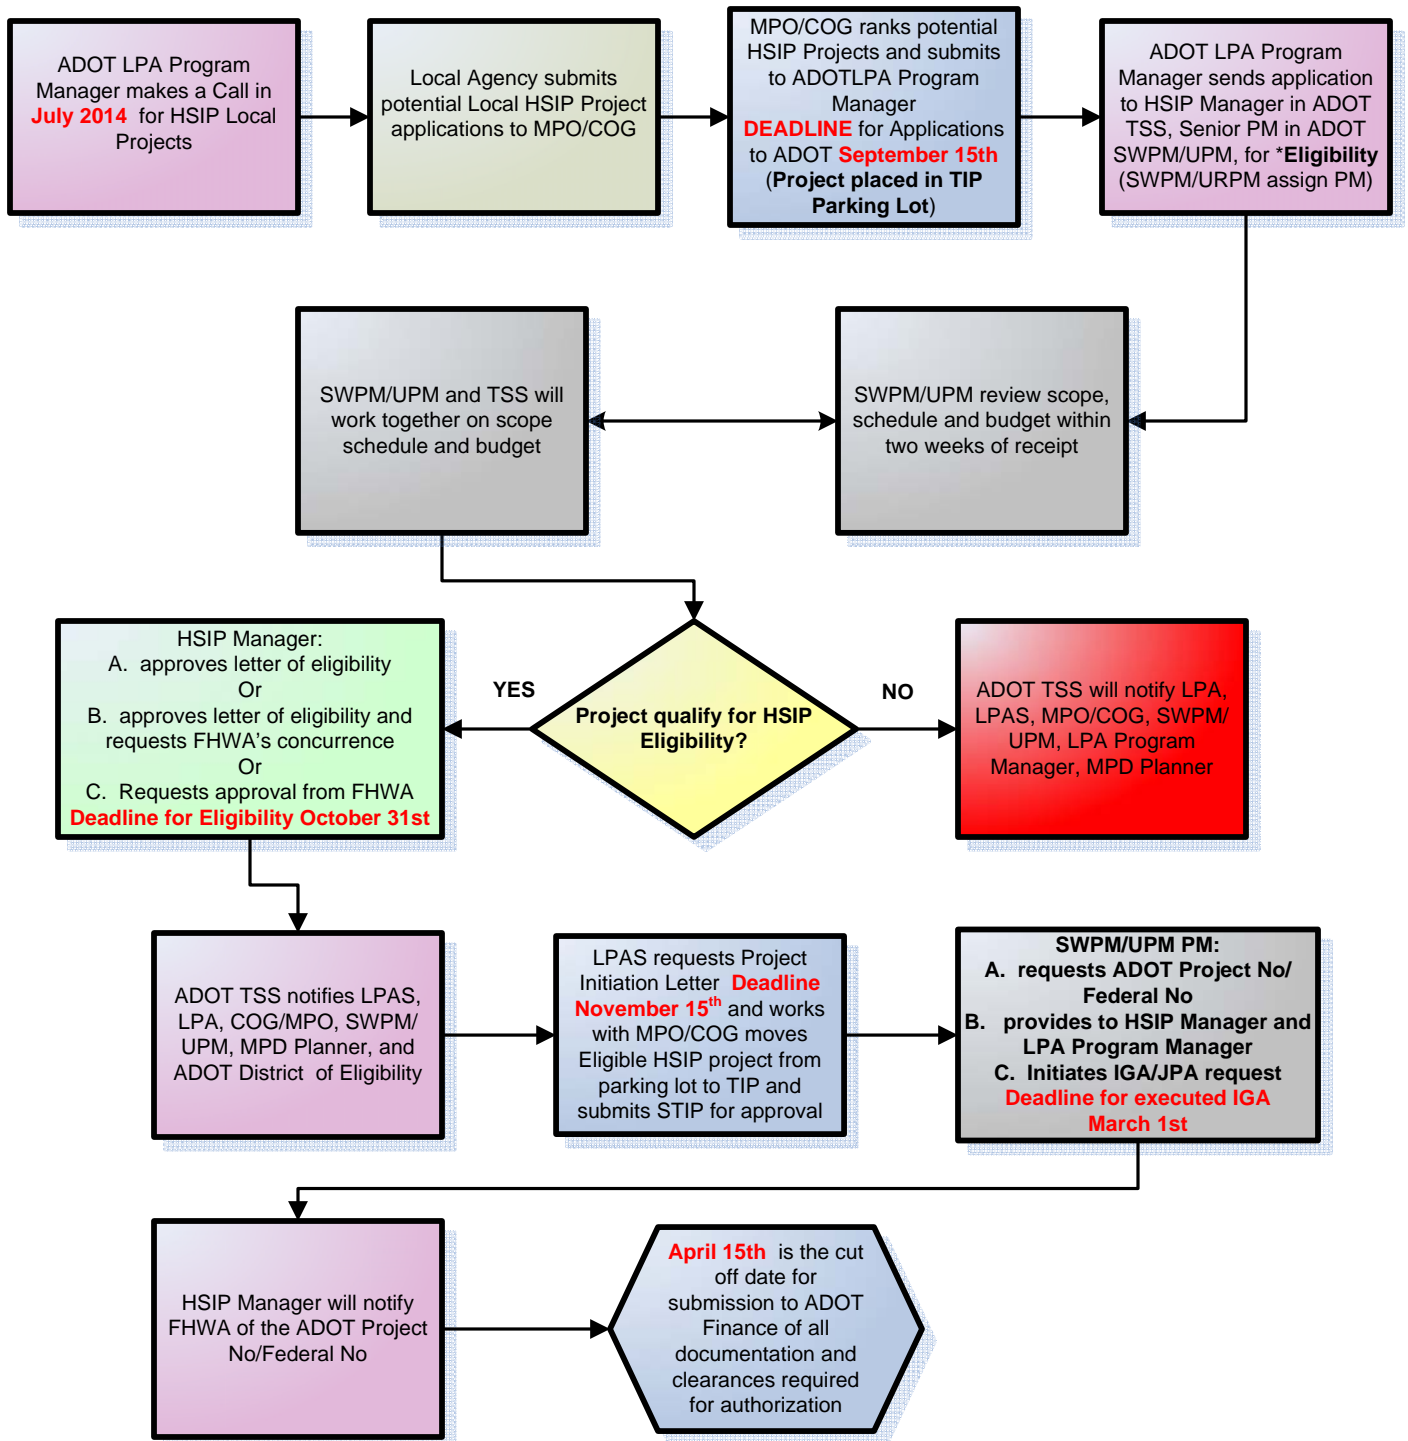 ADOT LPA Program
Manager makes a Call in
July 2014 for HSIP Local
Projects
Local Agency submits
potential Local HSIP Project
applications to MPO/COG
MPO/COG ranks potential
HSIP Projects and submits
to ADOTLPA Program
Manager
DEADLINE for Applications
to ADOT September 15th
(Project placed in TIP
Parking Lot)
ADOT LPA Program
Manager sends application
to HSIP Manager in ADOT
TSS, Senior PM in ADOT
SWPM/UPM, for *Eligibility
(SWPM/URPM assign PM)
SWPM/UPM and TSS will
work together on scope
schedule and budget
SWPM/UPM review scope,
schedule and budget within
two weeks of receipt
HSIP Manager:
A. approves letter of eligibility
Or
B. approves letter of eligibility and
requests FHWA's concurrence
Or
C. Requests approval from FHWA
Deadline for Eligibility October 31st
YES
Project qualify for HSIP
Eligibility?
NO
ADOT TSS will notify LPA,
LPAS, MPO/COG, SWPM/
UPM, LPA Program
Manager, MPD Planner
ADOT TSS notifies LPAS,
LPA, COG/MPO, SWPM/
UPM, MPD Planner, and
ADOT District of Eligibility
LPAS requests Project
Initiation Letter Deadline
November 15th and works
with MPO/COG moves
Eligible HSIP project from
parking lot to TIP and
submits STIP for approval
SWPM/UPM PM:
A. requests ADOT Project No/
Federal No
B. provides to HSIP Manager and
LPA Program Manager
C. Initiates IGA/JPA request
Deadline for executed IGA
March 1st
HSIP Manager will notify
FHWA of the ADOT Project
No/Federal No
April 15th is the cut
off date for
submission to ADOT
Finance of all
documentation and
clearances required
for authorization